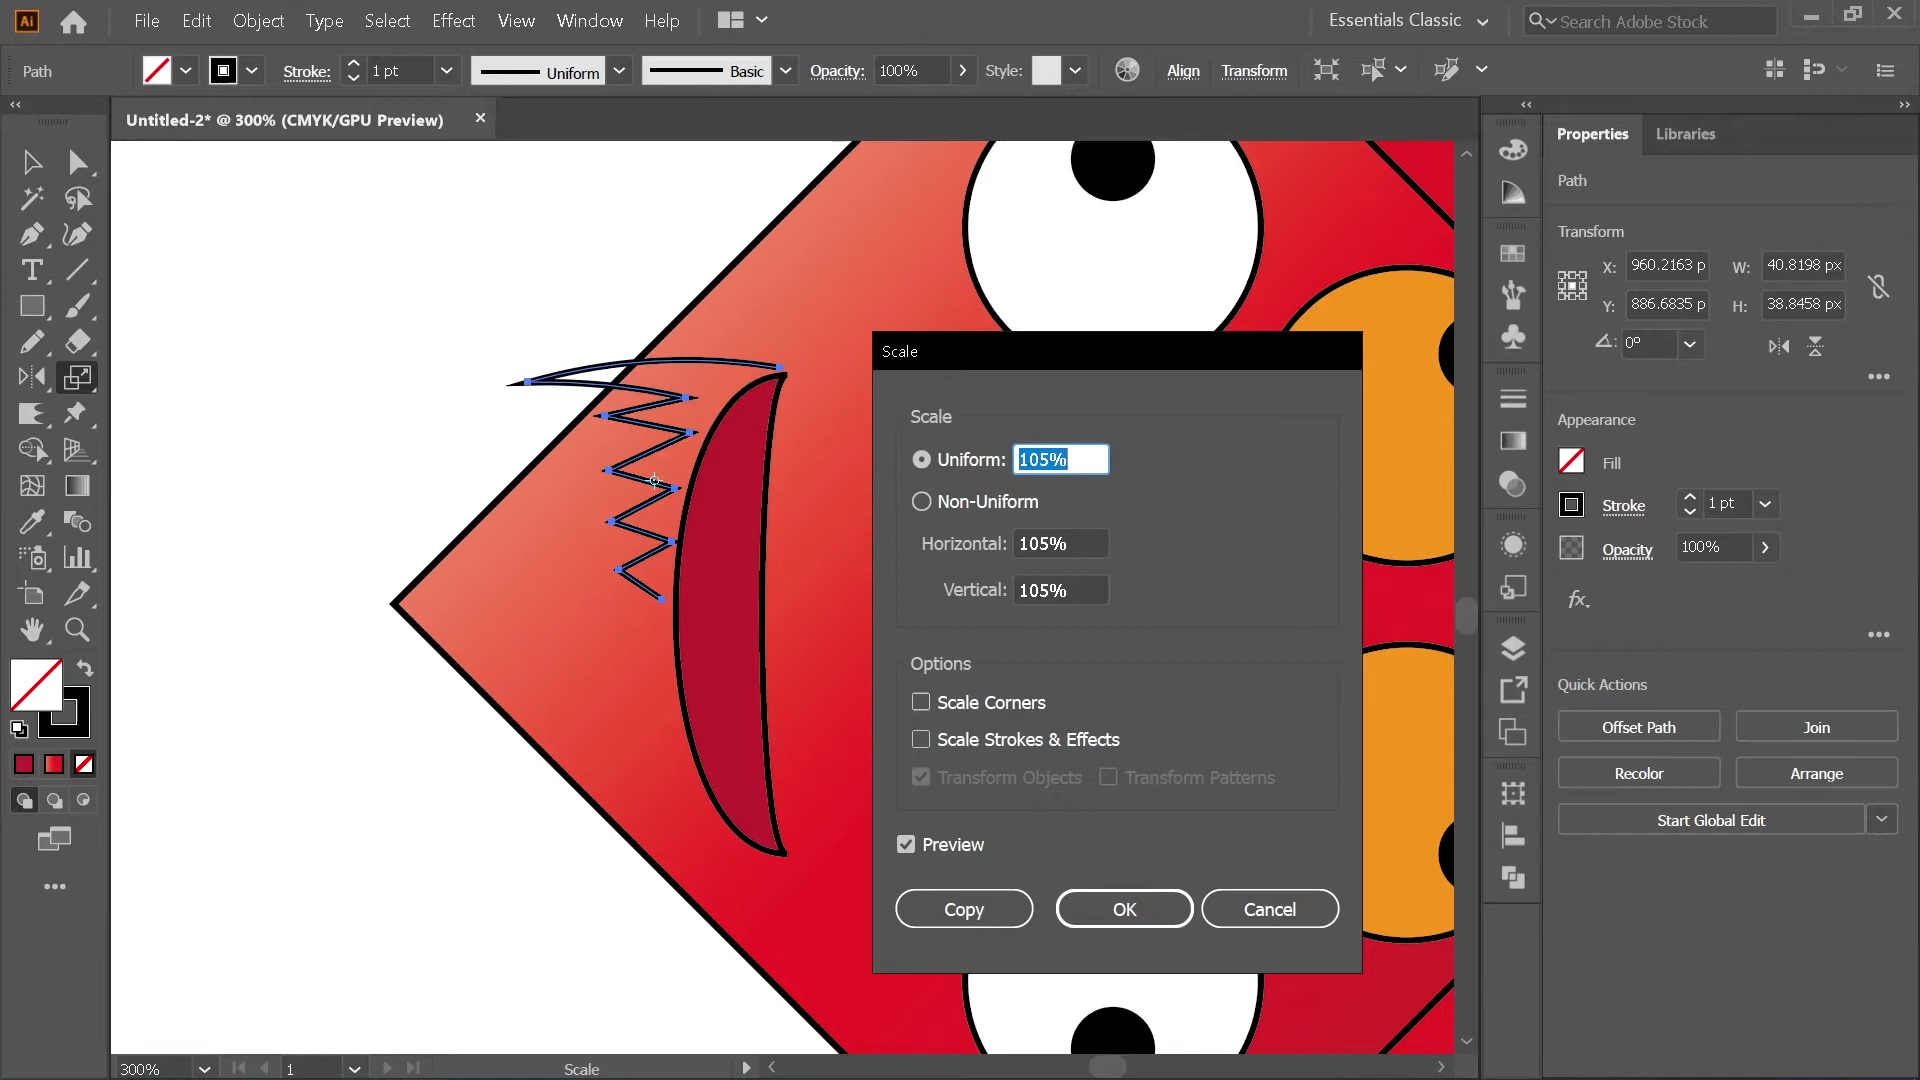 Ai File Edit Object Type Select Effect View Window Help Essentials Classic Search Adobe Stock
Path Stroke: 1 pt Uniform Basic Opacity: 100% Style: Align Transform
Untitled-2* @ 300% (CMYK/GPU Preview)
Properties Libraries
Path
Transform
X: 960.2163 p W: 40.8198 px
Y: 886.6835 p H: 38.8458 px
0°
Appearance
Fill
Stroke 1 pt
Opacity 100%
fx
Quick Actions
Offset Path Join
Recolor Arrange
Start Global Edit
Scale
Scale
Uniform: 105%
Non-Uniform
Horizontal: 105%
Vertical: 105%
Options
Scale Corners
Scale Strokes & Effects
Transform Objects Transform Patterns
Preview
Copy OK Cancel
300% 1 Scale